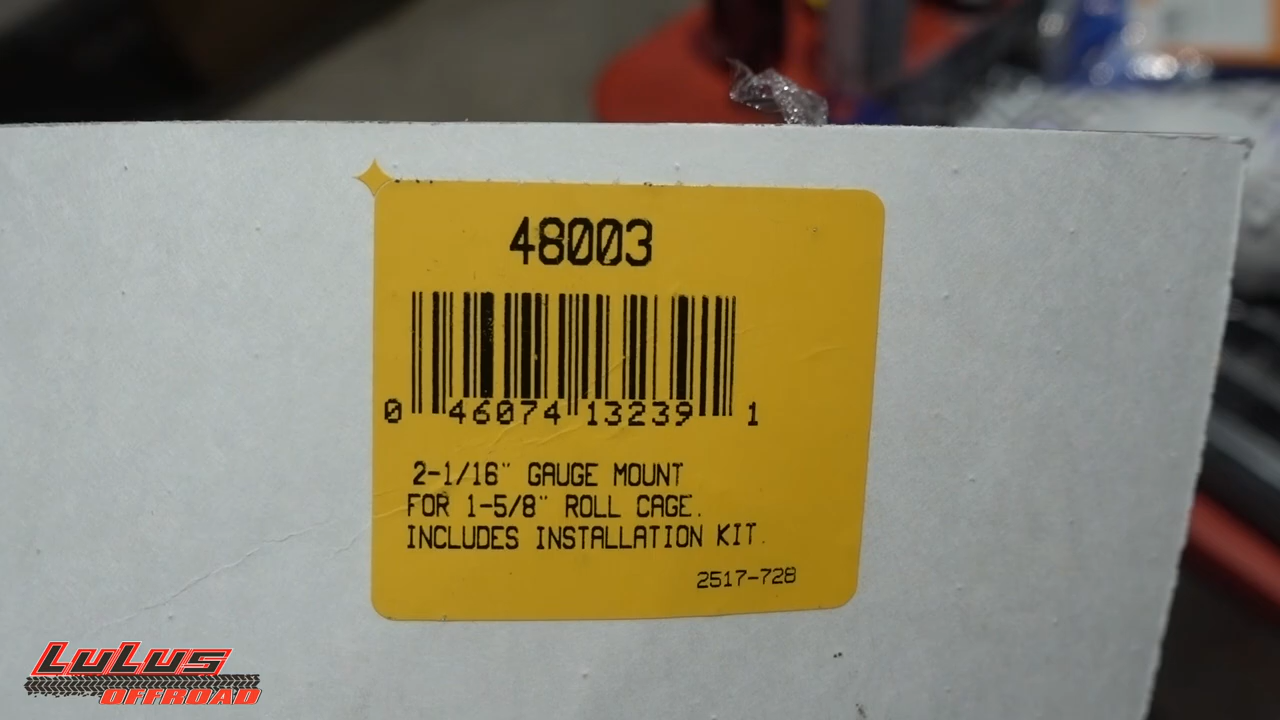 48003
0 46074 13239 1
2-1/16" GAUGE MOUNT
FOR 1-5/8" ROLL CAGE.
INCLUDES INSTALLATION KIT.
2517-728
LuLus
OFFROAD